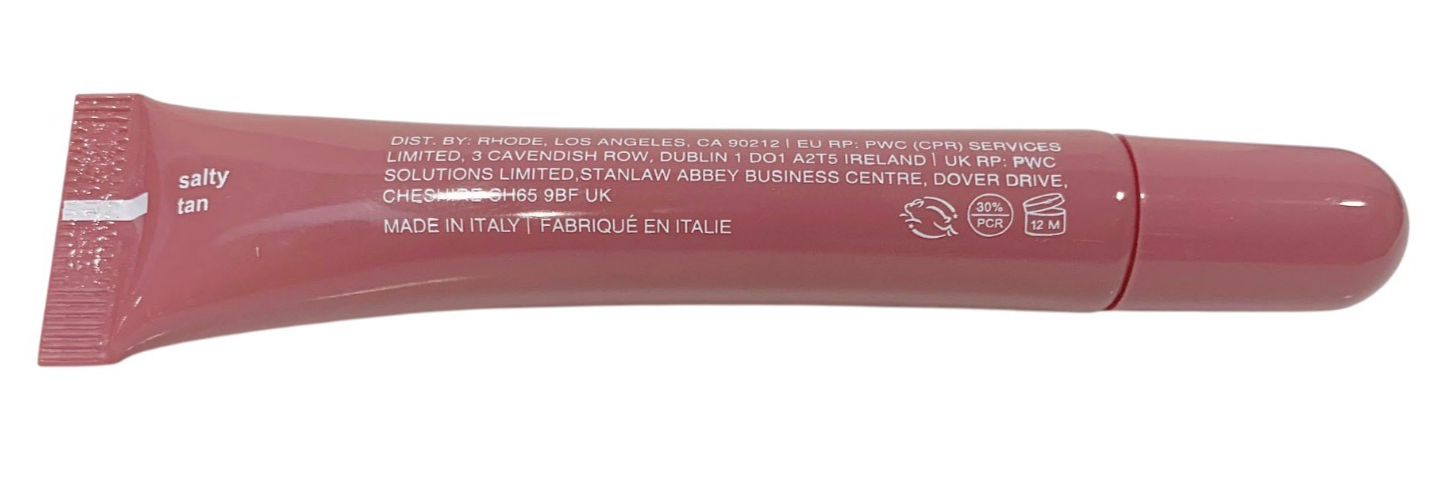 salty
tan
DIST. BY: RHODE, LOS ANGELES, CA 90212 | EU RP: PWC (CPR) SERVICES
LIMITED, 3 CAVENDISH ROW, DUBLIN 1 DO1 A2T5 IRELAND | UK RP: PWC
SOLUTIONS LIMITED,STANLAW ABBEY BUSINESS CENTRE, DOVER DRIVE,
CHESHIRE CH65 9BF UK
MADE IN ITALY | FABRIQUÉ EN ITALIE
30%
PCR
12 M